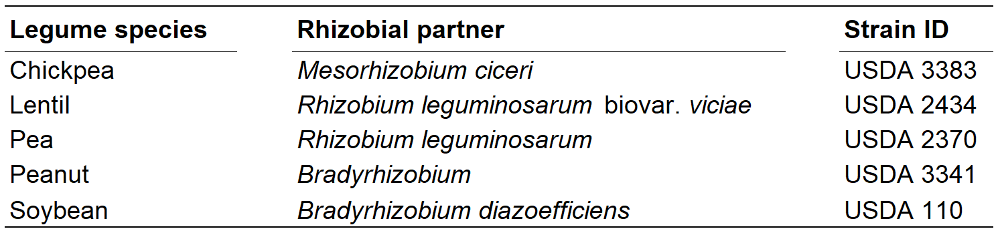 Legume species Rhizobial partner Strain ID
Chickpea Mesorhizobium ciceri USDA 3383
Lentil Rhizobium leguminosarum biovar. viciae USDA 2434
Pea Rhizobium leguminosarum USDA 2370
Peanut Bradyrhizobium USDA 3341
Soybean Bradyrhizobium diazoefficiens USDA 110